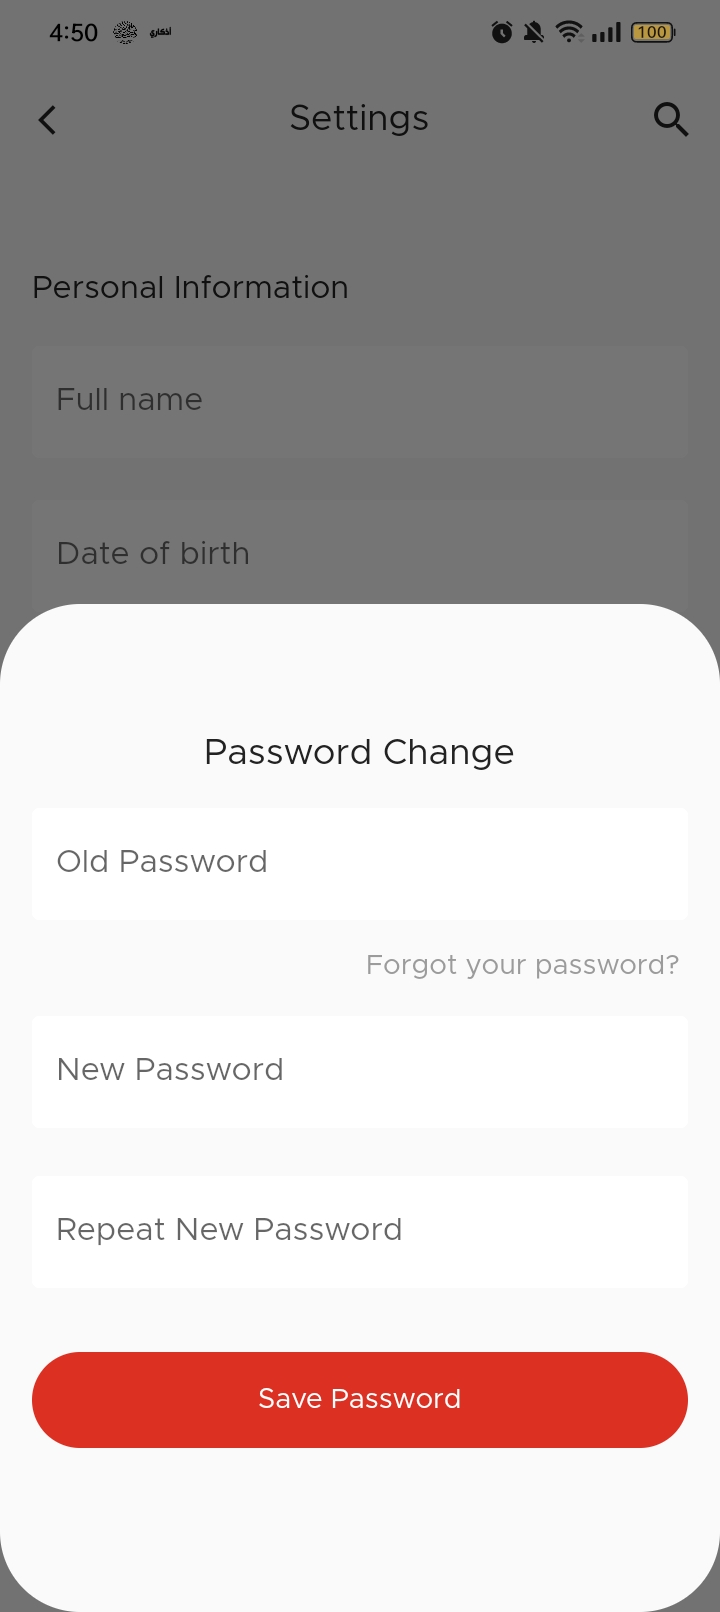 4:50 أذكاري 100
Settings
Personal Information
Full name
Date of birth
Password Change
Old Password
Forgot your password?
New Password
Repeat New Password
Save Password